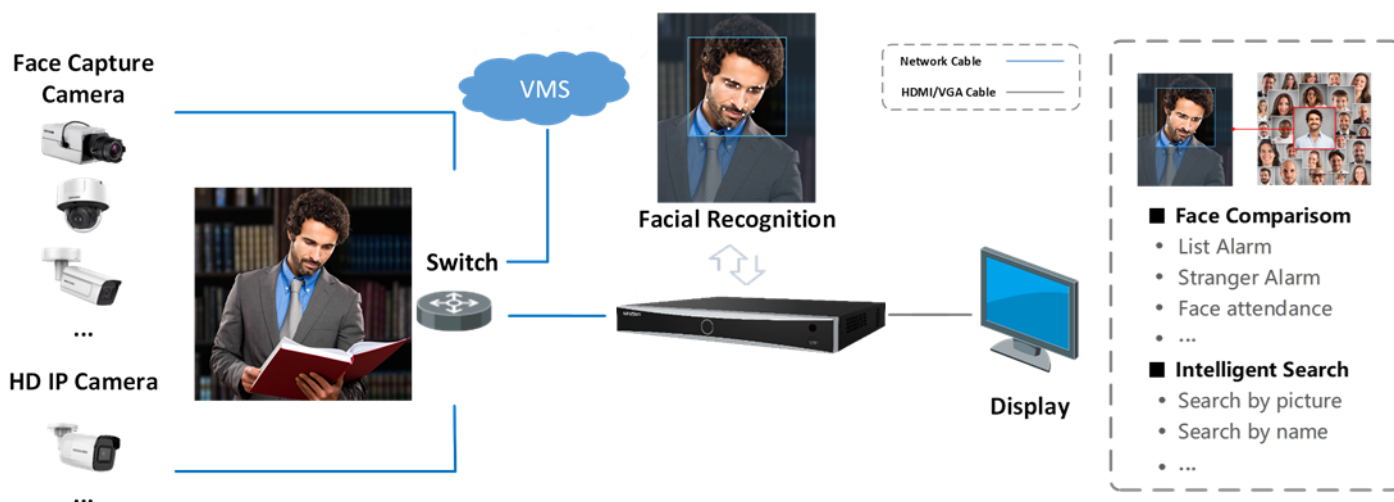 Face Capture
Camera
...
HD IP Camera
...
Switch
VMS
Facial Recognition
Display
Network Cable
HDMI/VGA Cable
■ Face Comparisom
• List Alarm
• Stranger Alarm
• Face attendance
• ...
■ Intelligent Search
• Search by picture
• Search by name
• ...